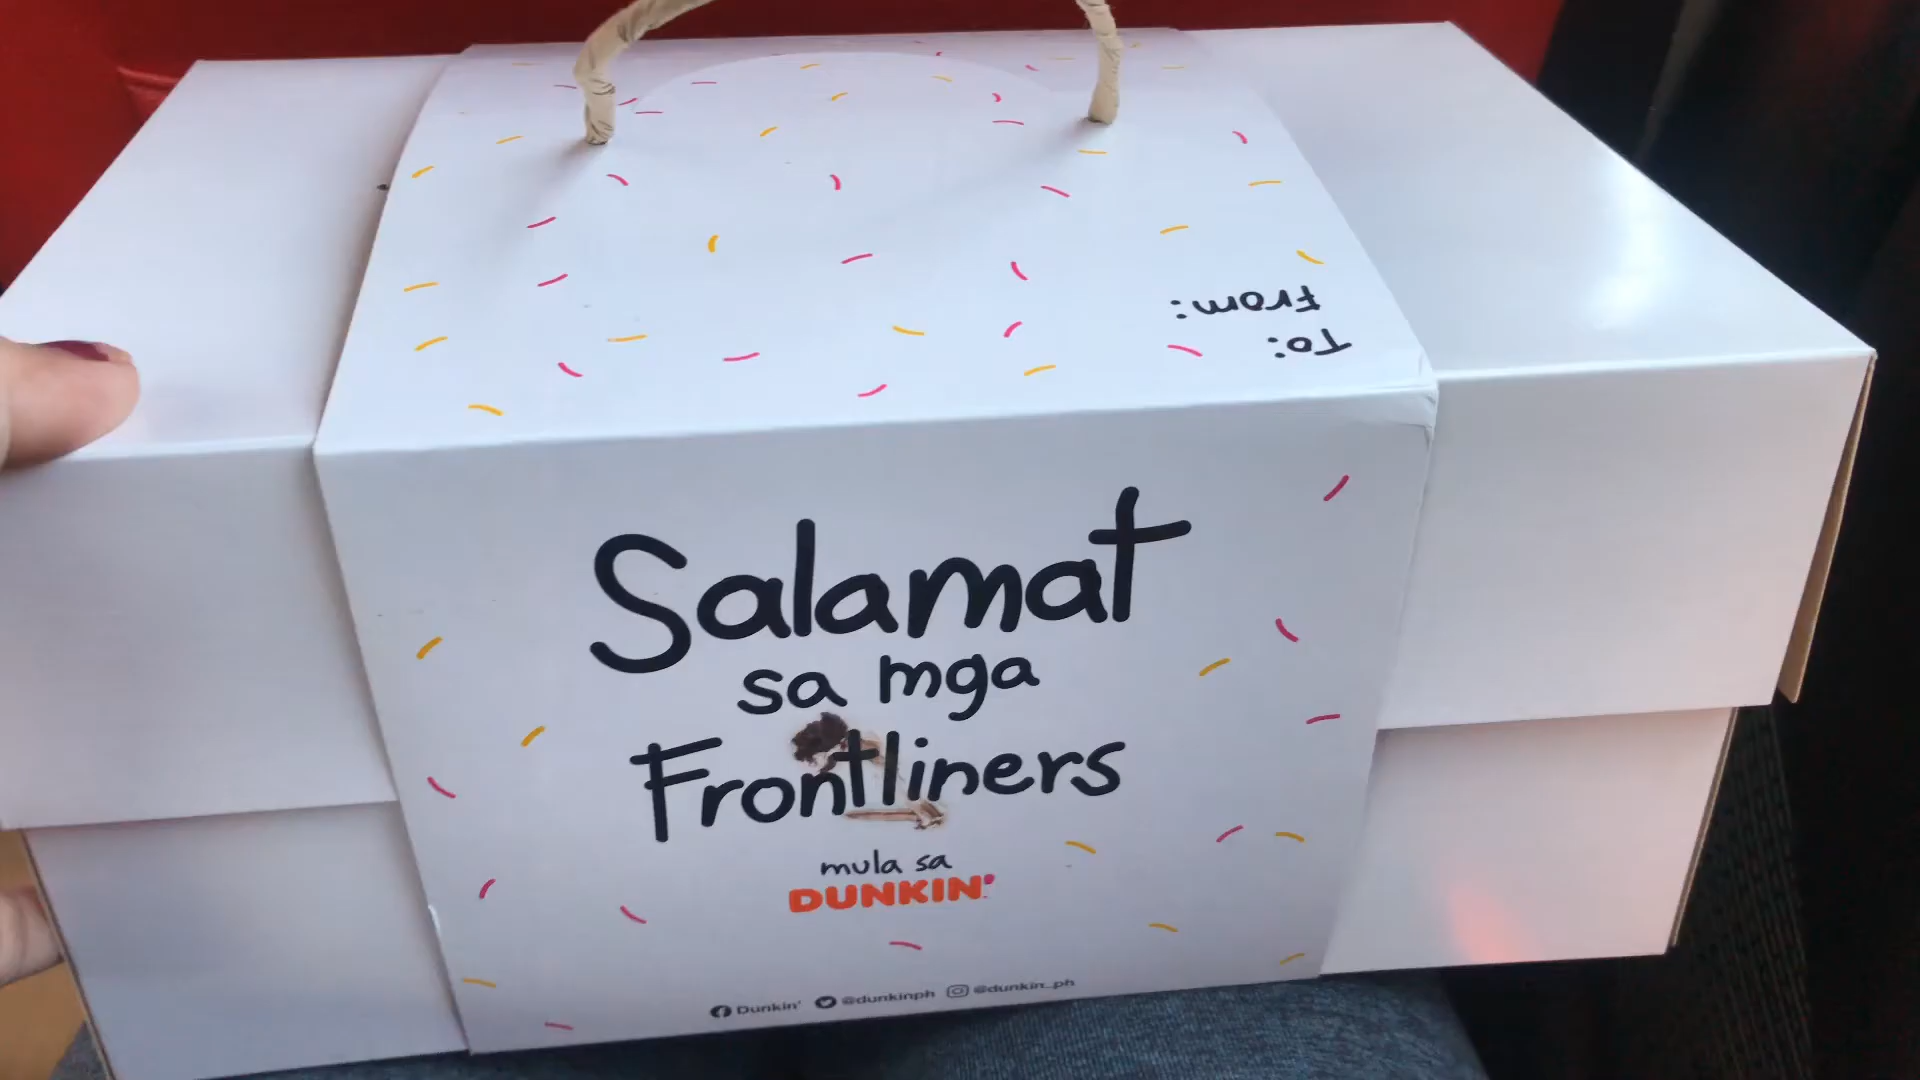 From:
To:
Salamat
sa mga
Frontliners
mula sa
DUNKIN'
Dunkin' @dunkinph @dunkin_ph